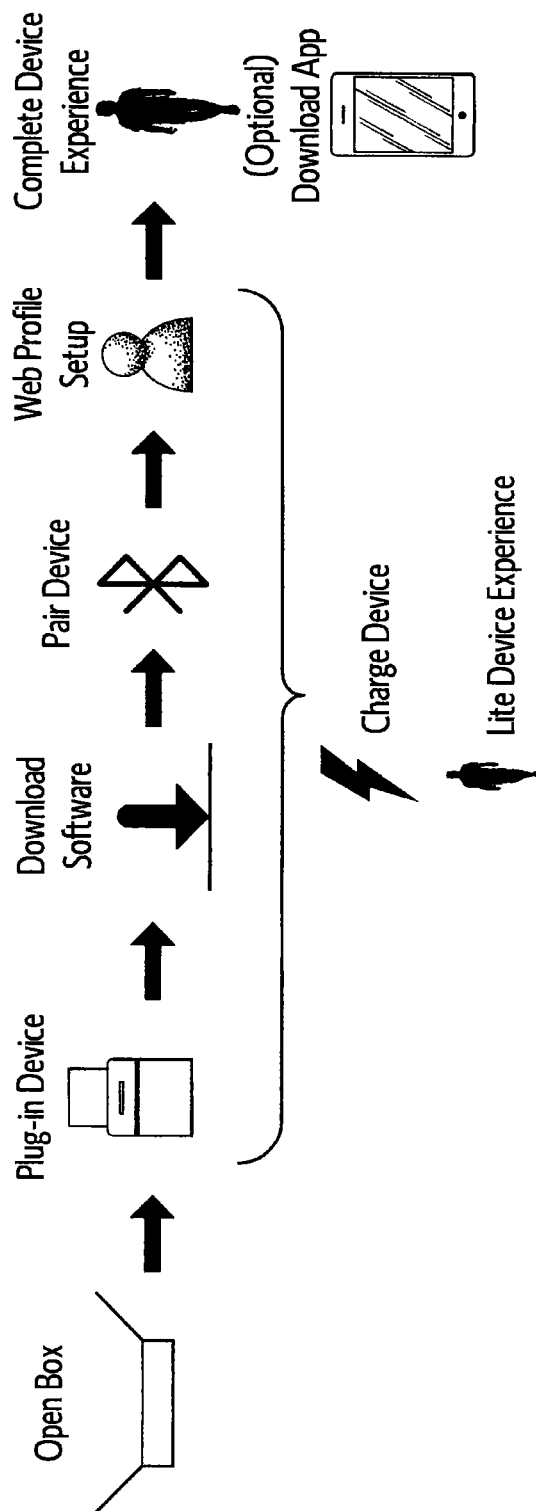 Open Box
Plug-in Device
Download
Software
Pair Device
Web Profile
Setup
Complete Device
Experience
(Optional)
Download App
Charge Device
Lite Device Experience